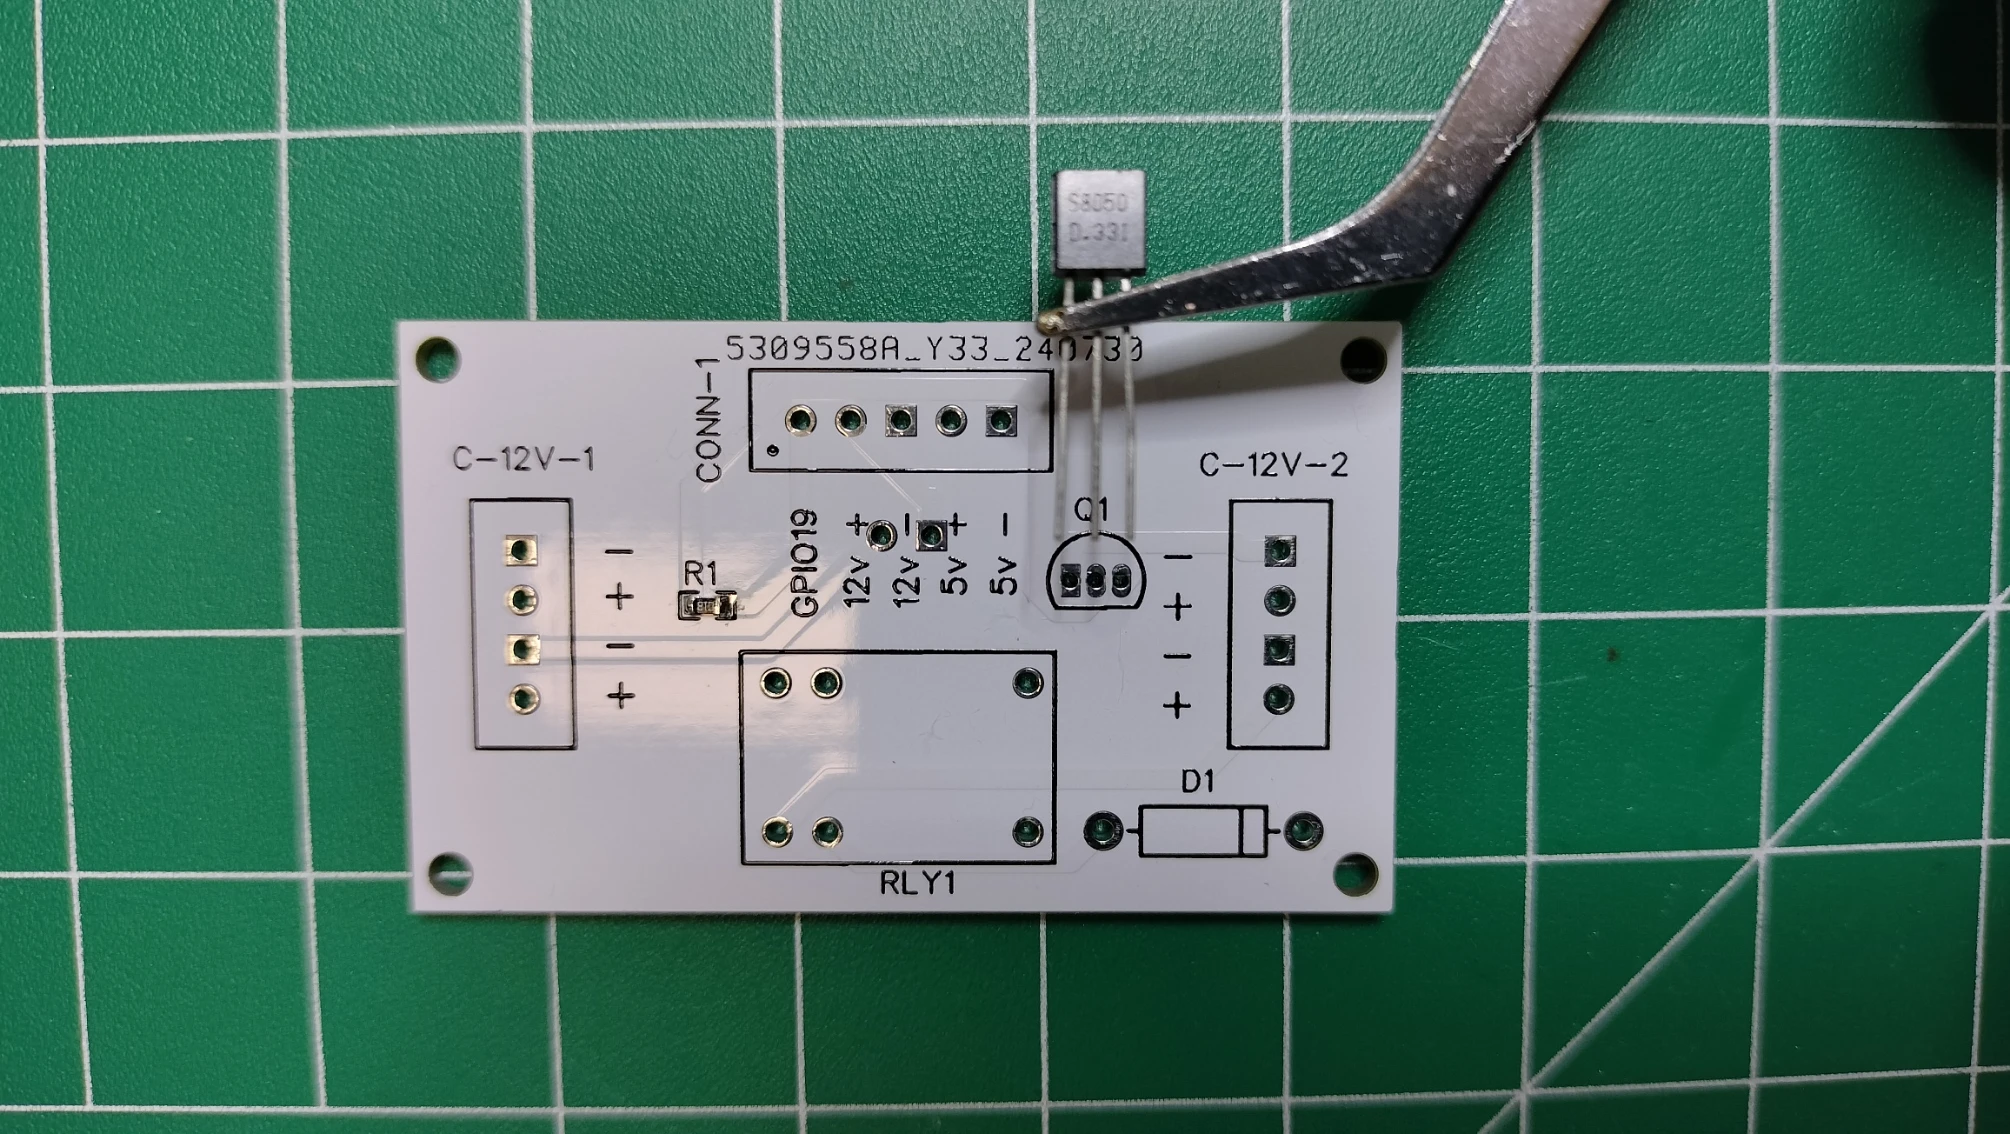 S8050
D.331
5309558A_Y33_240730
CONN-1
C-12V-1
C-12V-2
GPIO19
12v +
12v -
5v +
5v -
Q1
R1
-
+
-
+
-
+
-
+
D1
RLY1